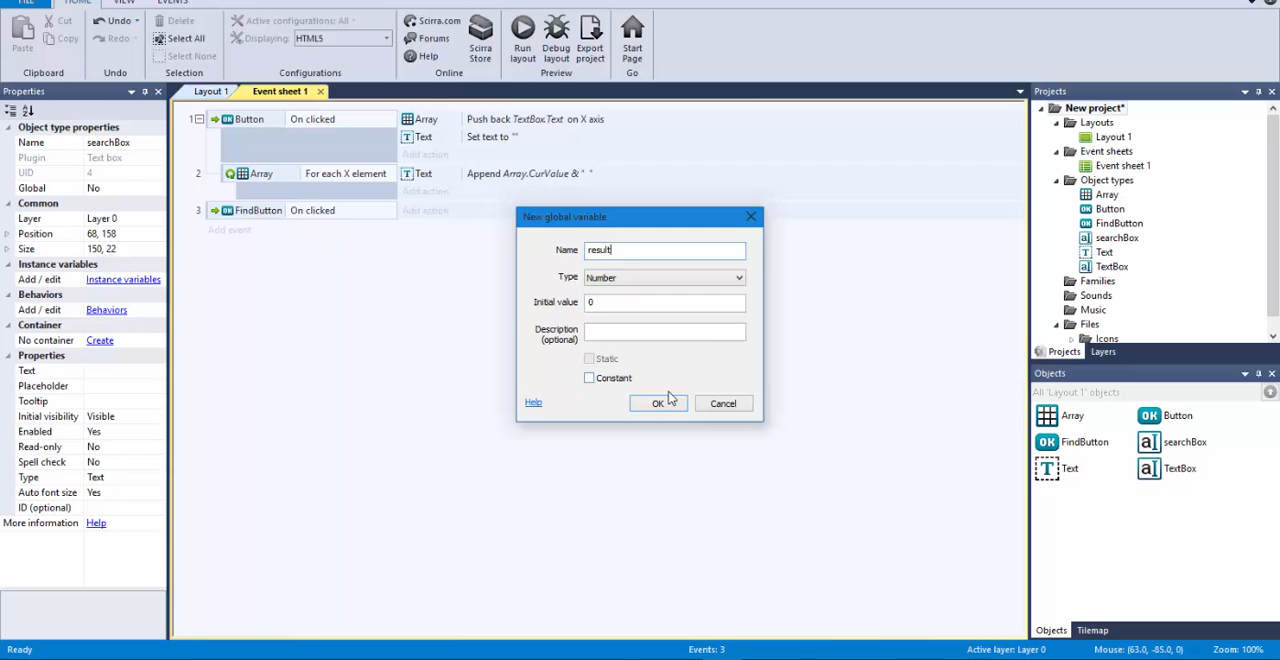 FILE HOME VIEW EVENTS
Paste
Cut
Copy
Clipboard
Undo
Redo
Undo
Delete
Select All
Select None
Selection
Active configurations: All
Displaying: HTML5
Configurations
Scirra.com
Forums
Help
Scirra Store
Online
Run layout
Debug layout
Export project
Preview
Start Page
Go
Properties
Object type properties
Name searchBox
Plugin Text box
UID 4
Global No
Common
Layer Layer 0
Position 68, 158
Size 150, 22
Instance variables
Add / edit Instance variables
Behaviors
Add / edit Behaviors
Container
No container Create
Properties
Text
Placeholder
Tooltip
Initial visibility Visible
Enabled Yes
Read-only No
Spell check No
Type Text
Auto font size Yes
ID (optional)
More information Help
Layout 1 Event sheet 1
1 OK Button On clicked Array Push back TextBox.Text on X axis
T Text Set text to ""
Add action
2 Array For each X element T Text Append Array.CurValue & " "
Add action
3 OK FindButton On clicked Add action
Add event
New global variable
Name result
Type Number
Initial value 0
Description (optional)
Static
Constant
Help OK Cancel
Projects
New project*
Layouts
Layout 1
Event sheets
Event sheet 1
Object types
Array
Button
FindButton
searchBox
Text
TextBox
Families
Sounds
Music
Files
Icons
Projects Layers
Objects
All 'Layout 1' objects
Array OK Button
OK FindButton aI searchBox
T Text aI TextBox
Objects Tilemap
Ready Events: 3 Active layer: Layer 0 Mouse: (63.0, -85.0, 0) Zoom: 100%